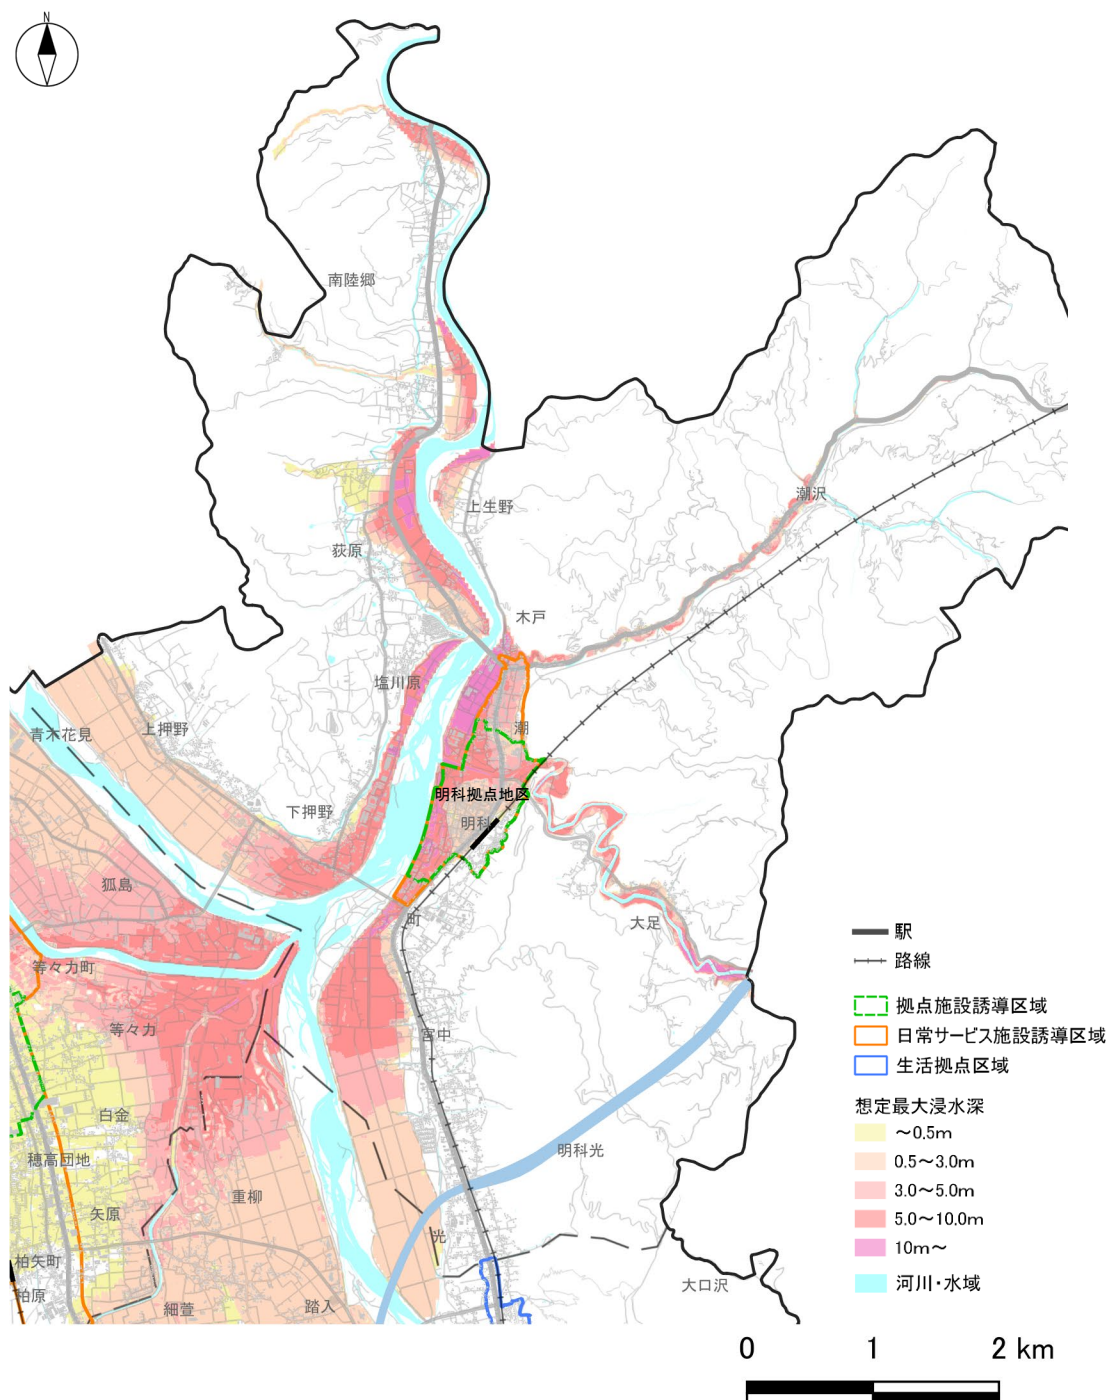 N
南陸郷
潮沢
上生野
荻原
木戸
塩川原
潮
青木花見
上押野
明科拠点地区
下押野
明科
狐島
町
大足
等々力町
等々力
宮中
白金
穂高団地
明科光
矢原
重柳
光
柏矢町
柏原
細萱
踏入
大口沢
駅
路線
拠点施設誘導区域
日常サービス施設誘導区域
生活拠点区域
想定最大浸水深
～0.5m
0.5～3.0m
3.0～5.0m
5.0～10.0m
10m～
河川・水域
0 1 2 km